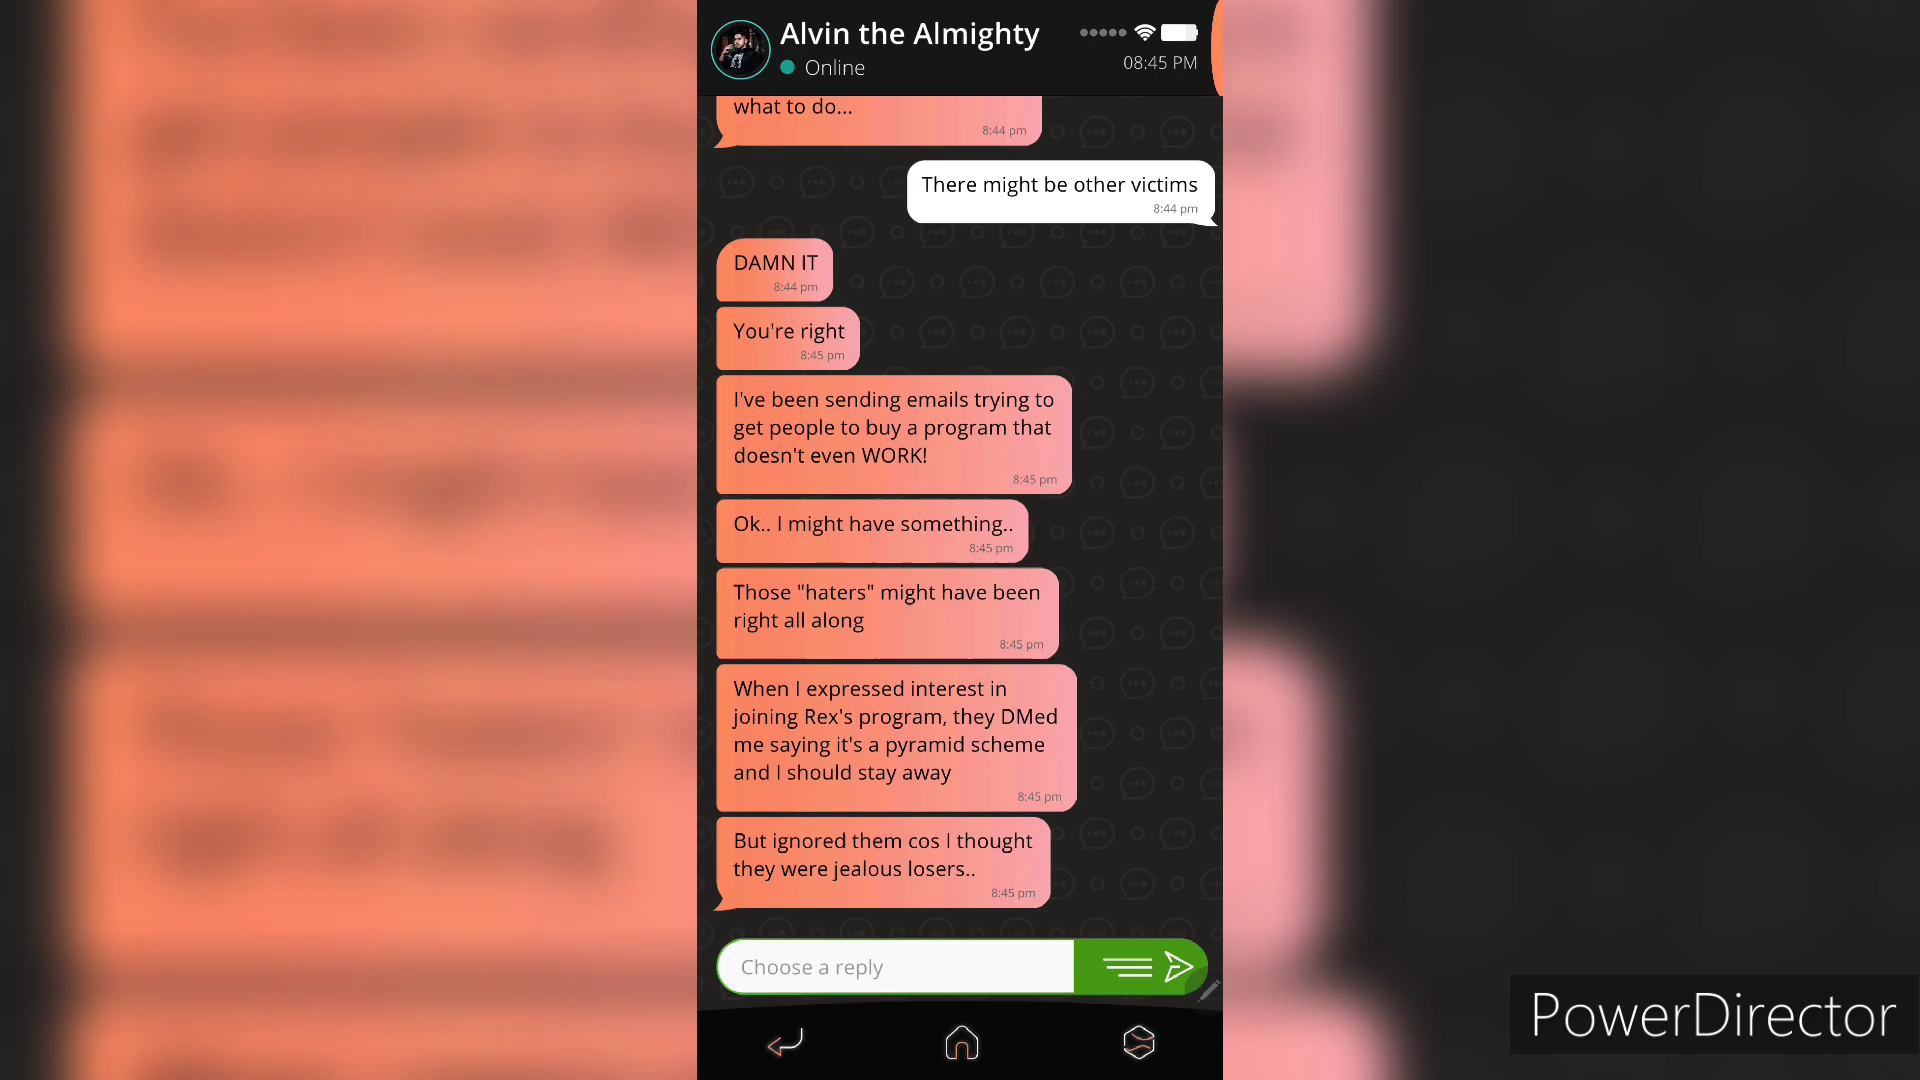 Alvin the Almighty
Online
08:45 PM
what to do...
8:44 pm
There might be other victims
8:44 pm
DAMN IT
8:44 pm
You're right
8:45 pm
I've been sending emails trying to
get people to buy a program that
doesn't even WORK!
8:45 pm
Ok.. I might have something..
8:45 pm
Those "haters" might have been
right all along
8:45 pm
When I expressed interest in
joining Rex's program, they DMed
me saying it's a pyramid scheme
and I should stay away
8:45 pm
But ignored them cos I thought
they were jealous losers..
8:45 pm
Choose a reply
PowerDirector